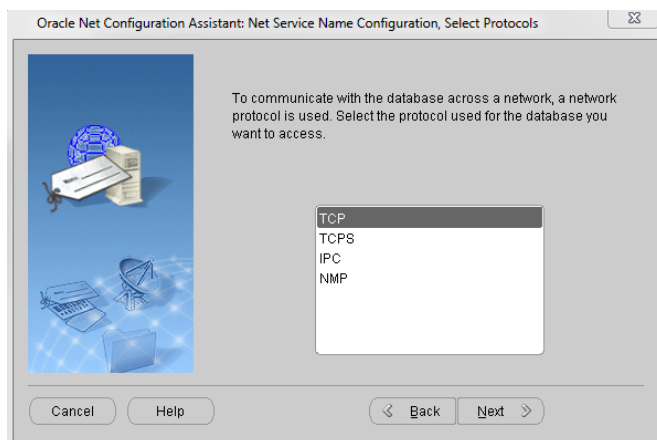 Oracle Net Configuration Assistant: Net Service Name Configuration, Select Protocols
To communicate with the database across a network, a network
protocol is used. Select the protocol used for the database you
want to access.
TCP
TCPS
IPC
NMP
Cancel
Help
Back
Next